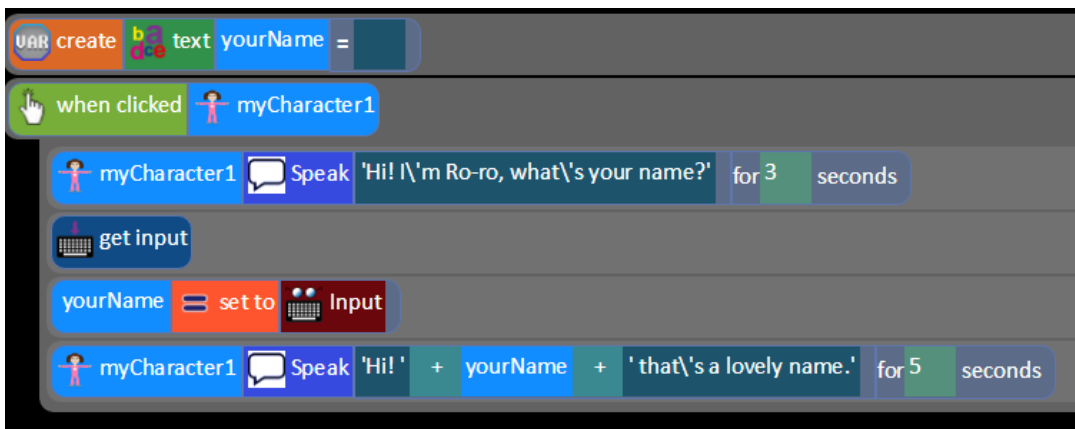 VAR create b a dce text yourName =
when clicked myCharacter1
myCharacter1 Speak 'Hi! I\'m Ro-ro, what\'s your name?' for 3 seconds
get input
yourName = set to Input
myCharacter1 Speak 'Hi! ' + yourName + ' that\'s a lovely name.' for 5 seconds